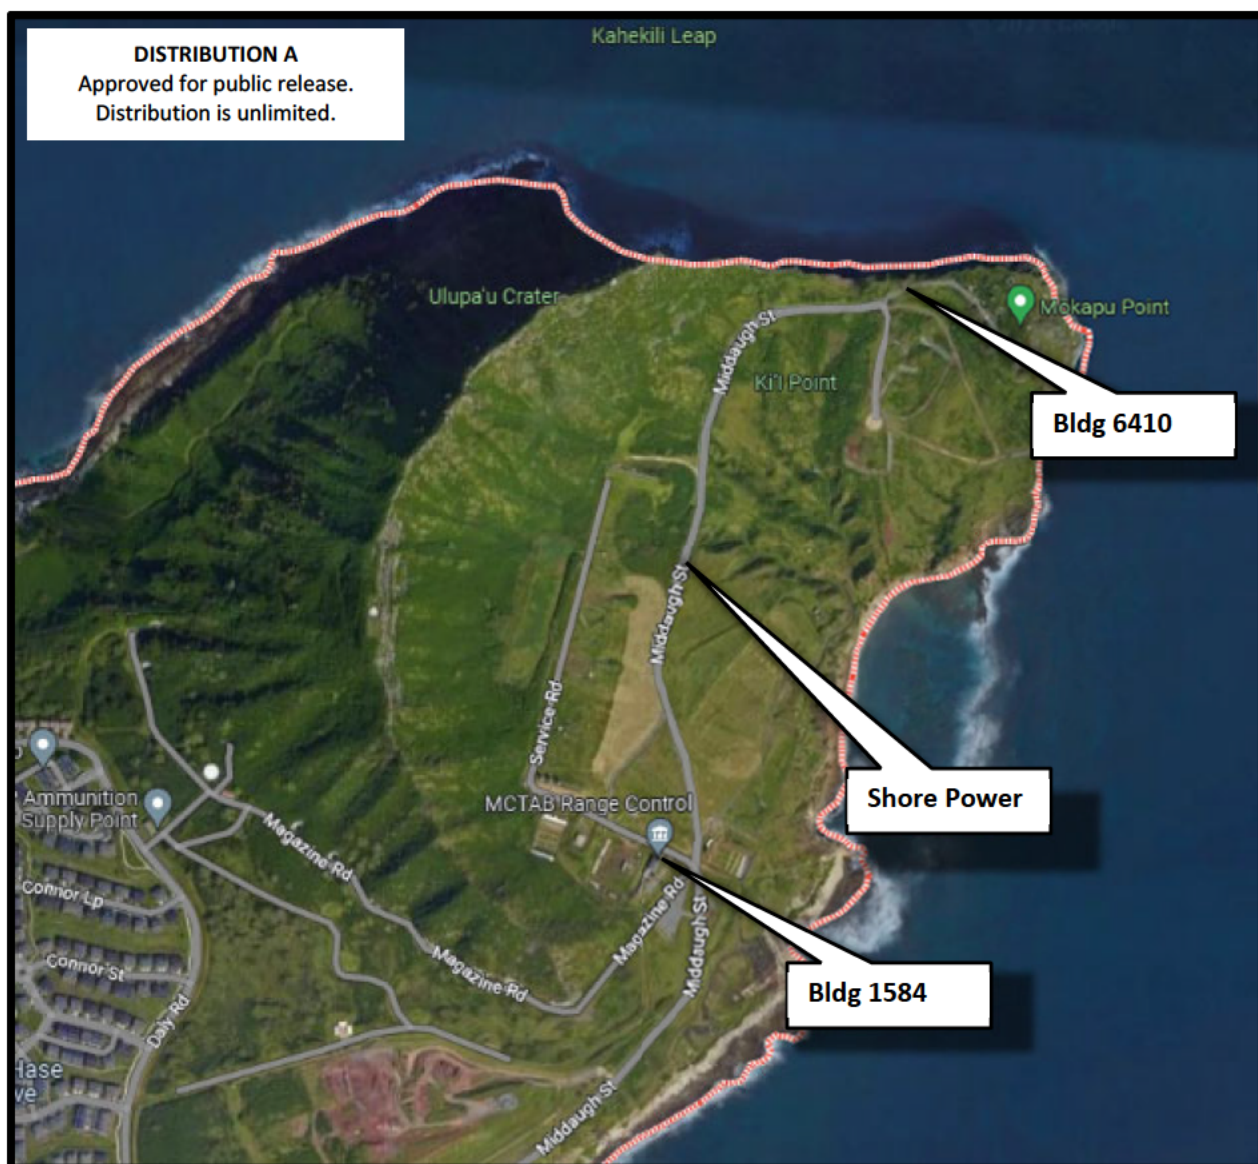 Kahekili Leap
DISTRIBUTION A
Approved for public release.
Distribution is unlimited.
Ulupa'u Crater
Mokapu Point
Middaugh St
Ki'l Point
Bldg 6410
Middaugh St
Service Rd
Shore Power
MCTAB Range Control
Ammunition
Supply Point
Magazine Rd
Connor Lp
Magazine Rd
Middaugh St
Magazine Rd
Connor St
Bldg 1584
Daly Rd
Hase
ve
Middaugh St